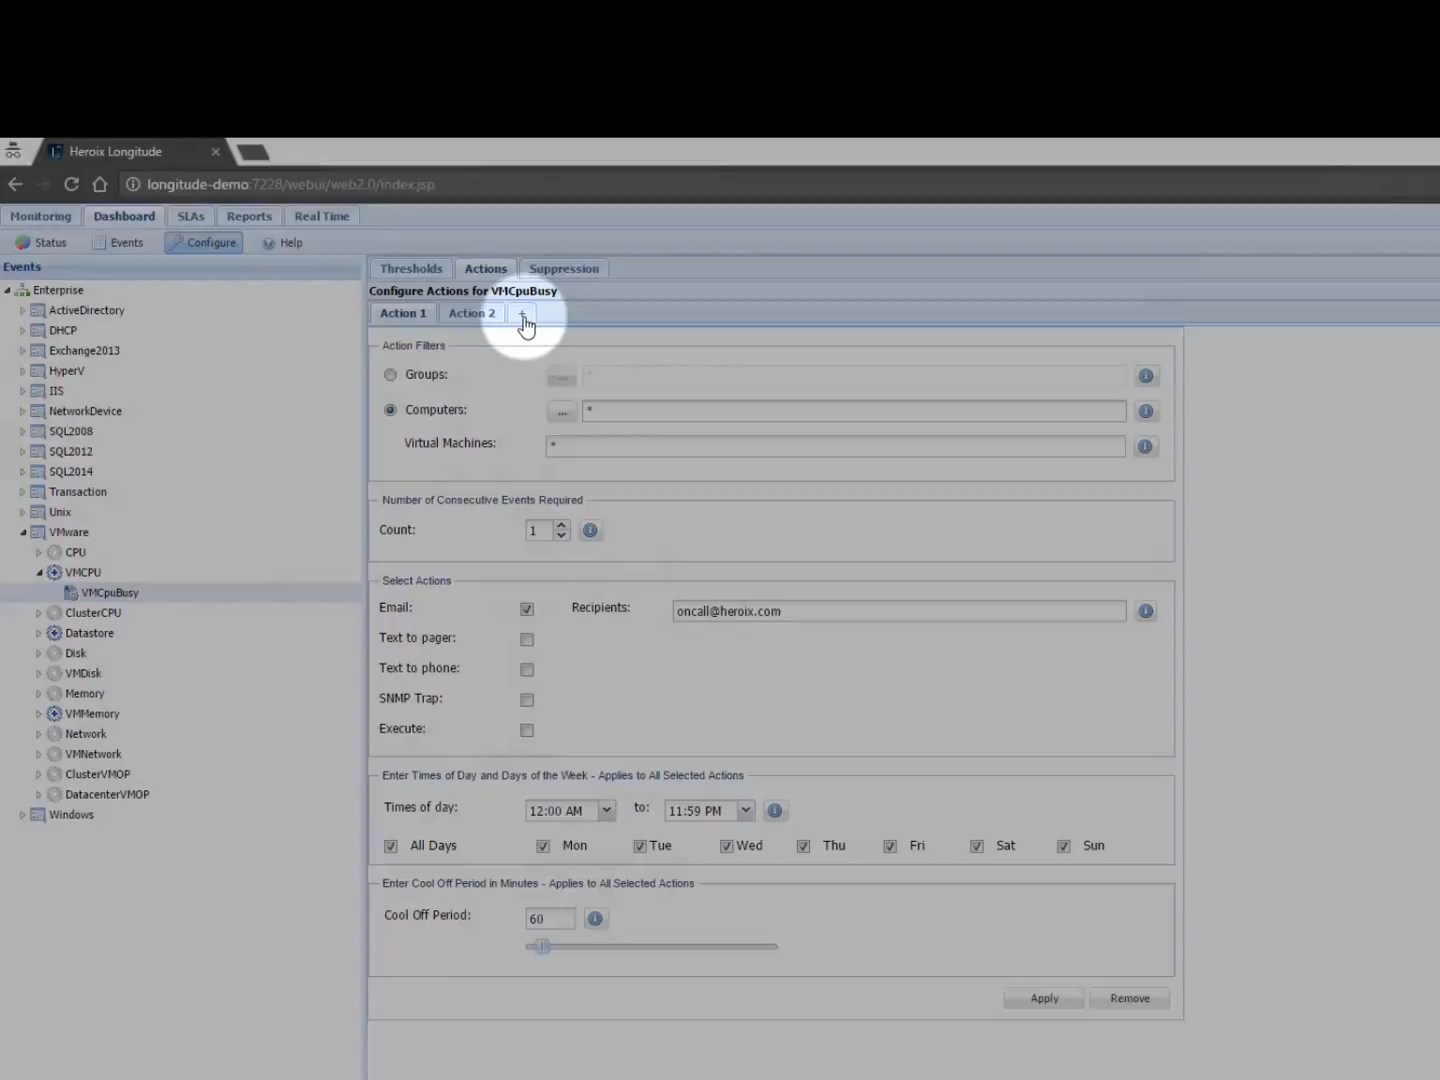 Heroix Longitude
longitude-demo:7228/webui/web2.0/index.jsp
Monitoring Dashboard SLAs Reports Real Time
Status Events Configure Help
Events
Enterprise
ActiveDirectory
DHCP
Exchange2013
HyperV
IIS
NetworkDevice
SQL2008
SQL2012
SQL2014
Transaction
Unix
VMware
CPU
VMCPU
VMCpuBusy
ClusterCPU
Datastore
Disk
VMDisk
Memory
VMMemory
Network
VMNetwork
ClusterVMOP
DatacenterVMOP
Windows
Thresholds Actions Suppression
Configure Actions for VMCpuBusy
Action 1 Action 2 +
Action Filters
Groups: ... *
Computers: ... *
Virtual Machines: *
Number of Consecutive Events Required
Count: 1
Select Actions
Email: Recipients: oncall@heroix.com
Text to pager:
Text to phone:
SNMP Trap:
Execute:
Enter Times of Day and Days of the Week - Applies to All Selected Actions
Times of day: 12:00 AM to: 11:59 PM
All Days Mon Tue Wed Thu Fri Sat Sun
Enter Cool Off Period in Minutes - Applies to All Selected Actions
Cool Off Period: 60
Apply Remove